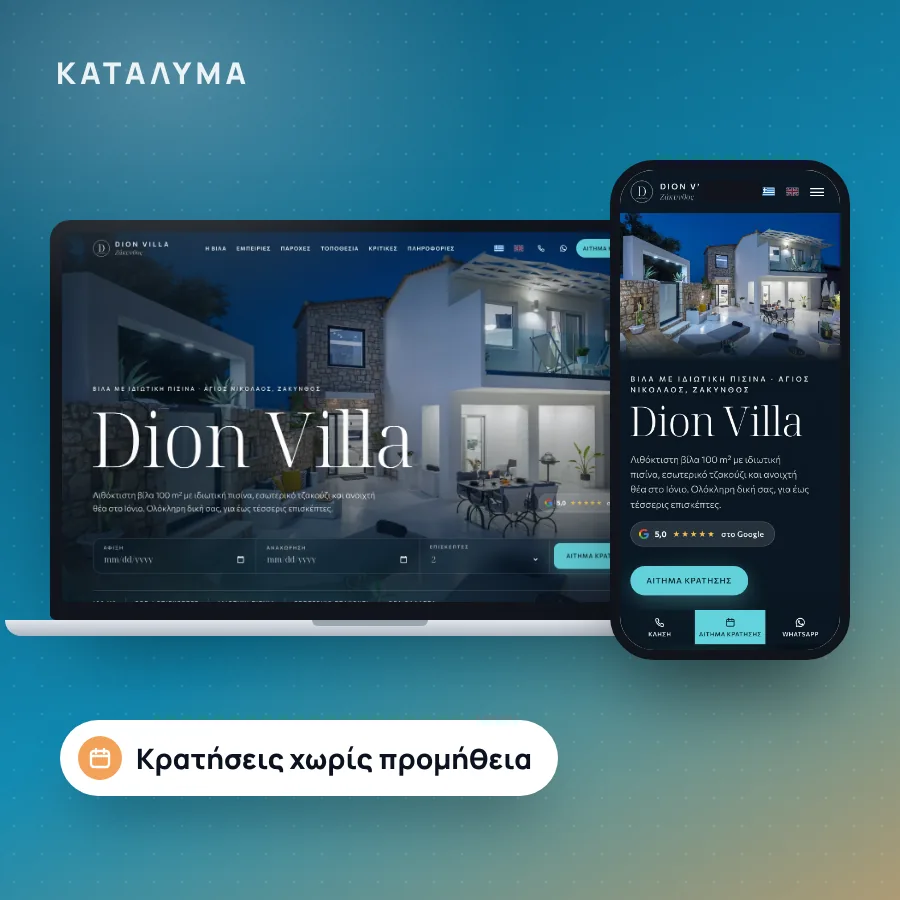 ΚΑΤΑΛΥΜΑ
D
DION VILLA
Ζάκυνθος
Η ΒΙΛΑ ΕΜΠΕΙΡΙΕΣ ΠΑΡΟΧΕΣ ΤΟΠΟΘΕΣΙΑ ΚΡΙΤΙΚΕΣ ΠΛΗΡΟΦΟΡΙΕΣ
ΑΙΤΗΜΑ
ΒΙΛΑ ΜΕ ΙΔΙΩΤΙΚΗ ΠΙΣΙΝΑ · ΑΓΙΟΣ ΝΙΚΟΛΑΟΣ, ΖΑΚΥΝΘΟΣ
Dion Villa
Λιθόκτιστη βίλα 100 m² με ιδιωτική πισίνα, εσωτερικό τζακούζι και ανοιχτή
θέα στο Ιόνιο. Ολόκληρη δική σας, για έως τέσσερις επισκέπτες.
5,0 ★★★★★
ΑΦΙΞΗ
mm/dd/yyyy
ΑΝΑΧΩΡΗΣΗ
mm/dd/yyyy
ΕΠΙΣΚΕΠΤΕΣ
2
ΑΙΤΗΜΑ ΚΡΑΤ
D
DION V
Ζάκυνθος
ΒΙΛΑ ΜΕ ΙΔΙΩΤΙΚΗ ΠΙΣΙΝΑ · ΑΓΙΟΣ
ΝΙΚΟΛΑΟΣ, ΖΑΚΥΝΘΟΣ
Dion Villa
Λιθόκτιστη βίλα 100 m² με ιδιωτική
πισίνα, εσωτερικό τζακούζι και ανοιχτή
θέα στο Ιόνιο. Ολόκληρη δική σας, για έως
τέσσερις επισκέπτες.
G 5,0 ★★★★★ στο Google
ΑΙΤΗΜΑ ΚΡΑΤΗΣΗΣ
ΚΛΗΣΗ
ΑΙΤΗΜΑ ΚΡΑΤΗΣΗΣ
WHATSAPP
Κρατήσεις χωρίς προμήθεια